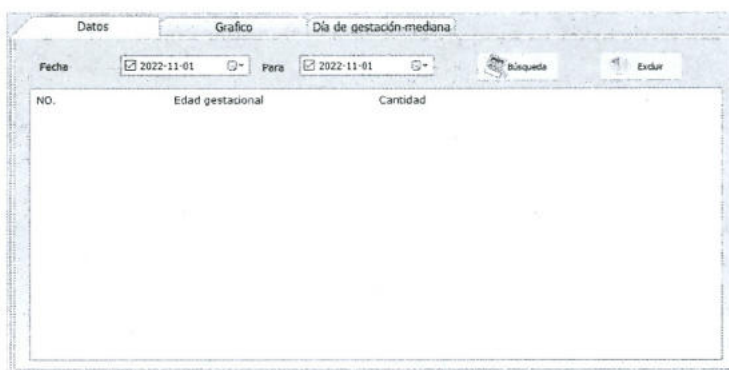 Datos Grafico Día de gestación-mediana
Fecha 2022-11-01 Para 2022-11-01 Búsqueda Excluir
NO. Edad gestacional Cantidad